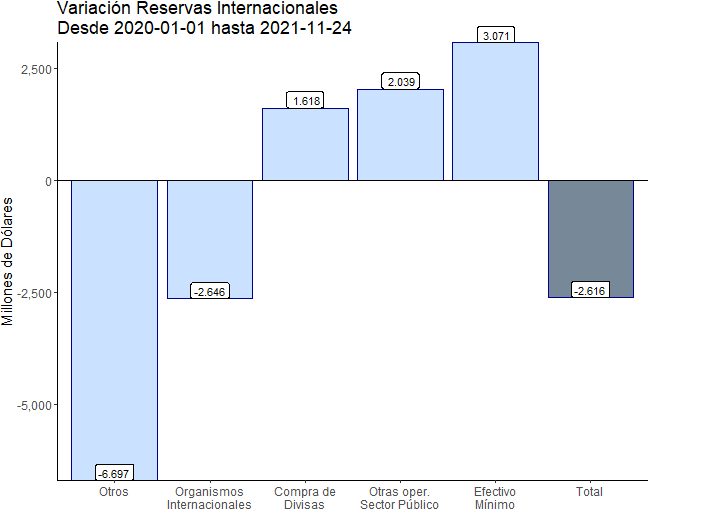 Variación Reservas Internacionales
Desde 2020-01-01 hasta 2021-11-24
Millones de Dólares
2,500
0
-2,500
-5,000
-6.697
-2.646
1.618
2.039
3.071
-2.616
Otros
Organismos
Internacionales
Compra de
Divisas
Otras oper.
Sector Público
Efectivo
Mínimo
Total